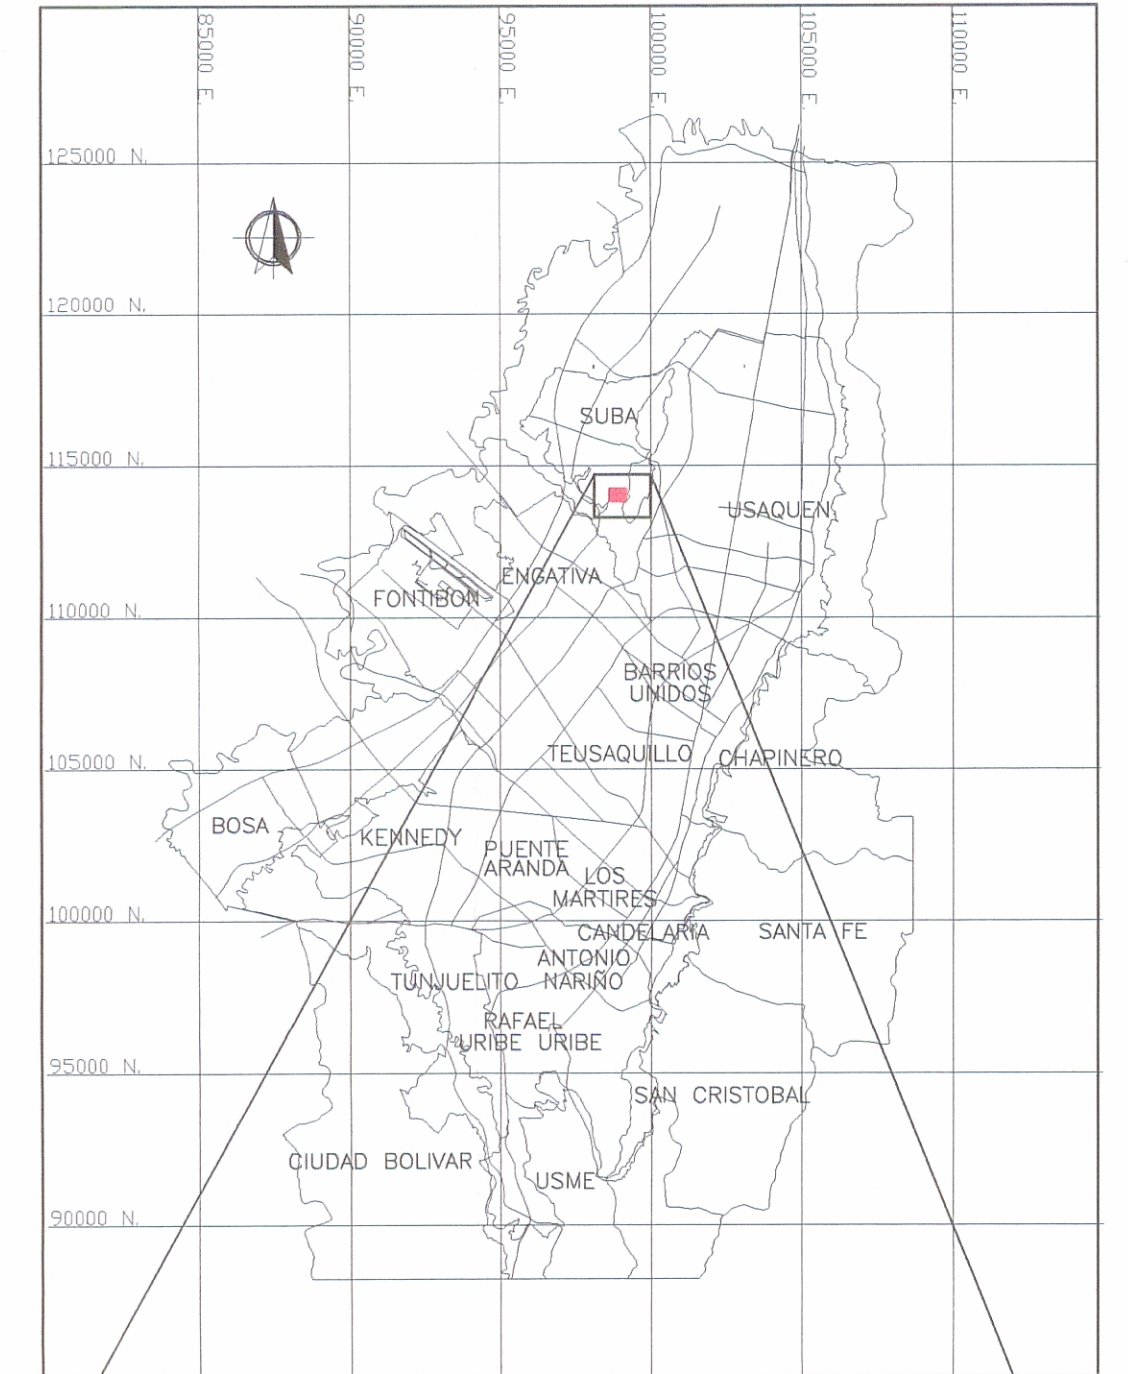 85000 E.
90000 E.
95000 E.
100000 E.
105000 E.
110000 E.
125000 N.
120000 N.
SUBA
115000 N.
USAQUEN
ENGATIVA
FONTIBON
110000 N.
BARRIOS
UNIDOS
TEUSAQUILLO
CHAPINERO
105000 N.
BOSA
KENNEDY
PUENTE
ARANDA
LOS
MARTIRES
100000 N.
CANDELARIA
SANTA FE
ANTONIO
NARIÑO
TUNJUELITO
RAFAEL
URIBE URIBE
95000 N.
SAN CRISTOBAL
CIUDAD BOLIVAR
USME
90000 N.